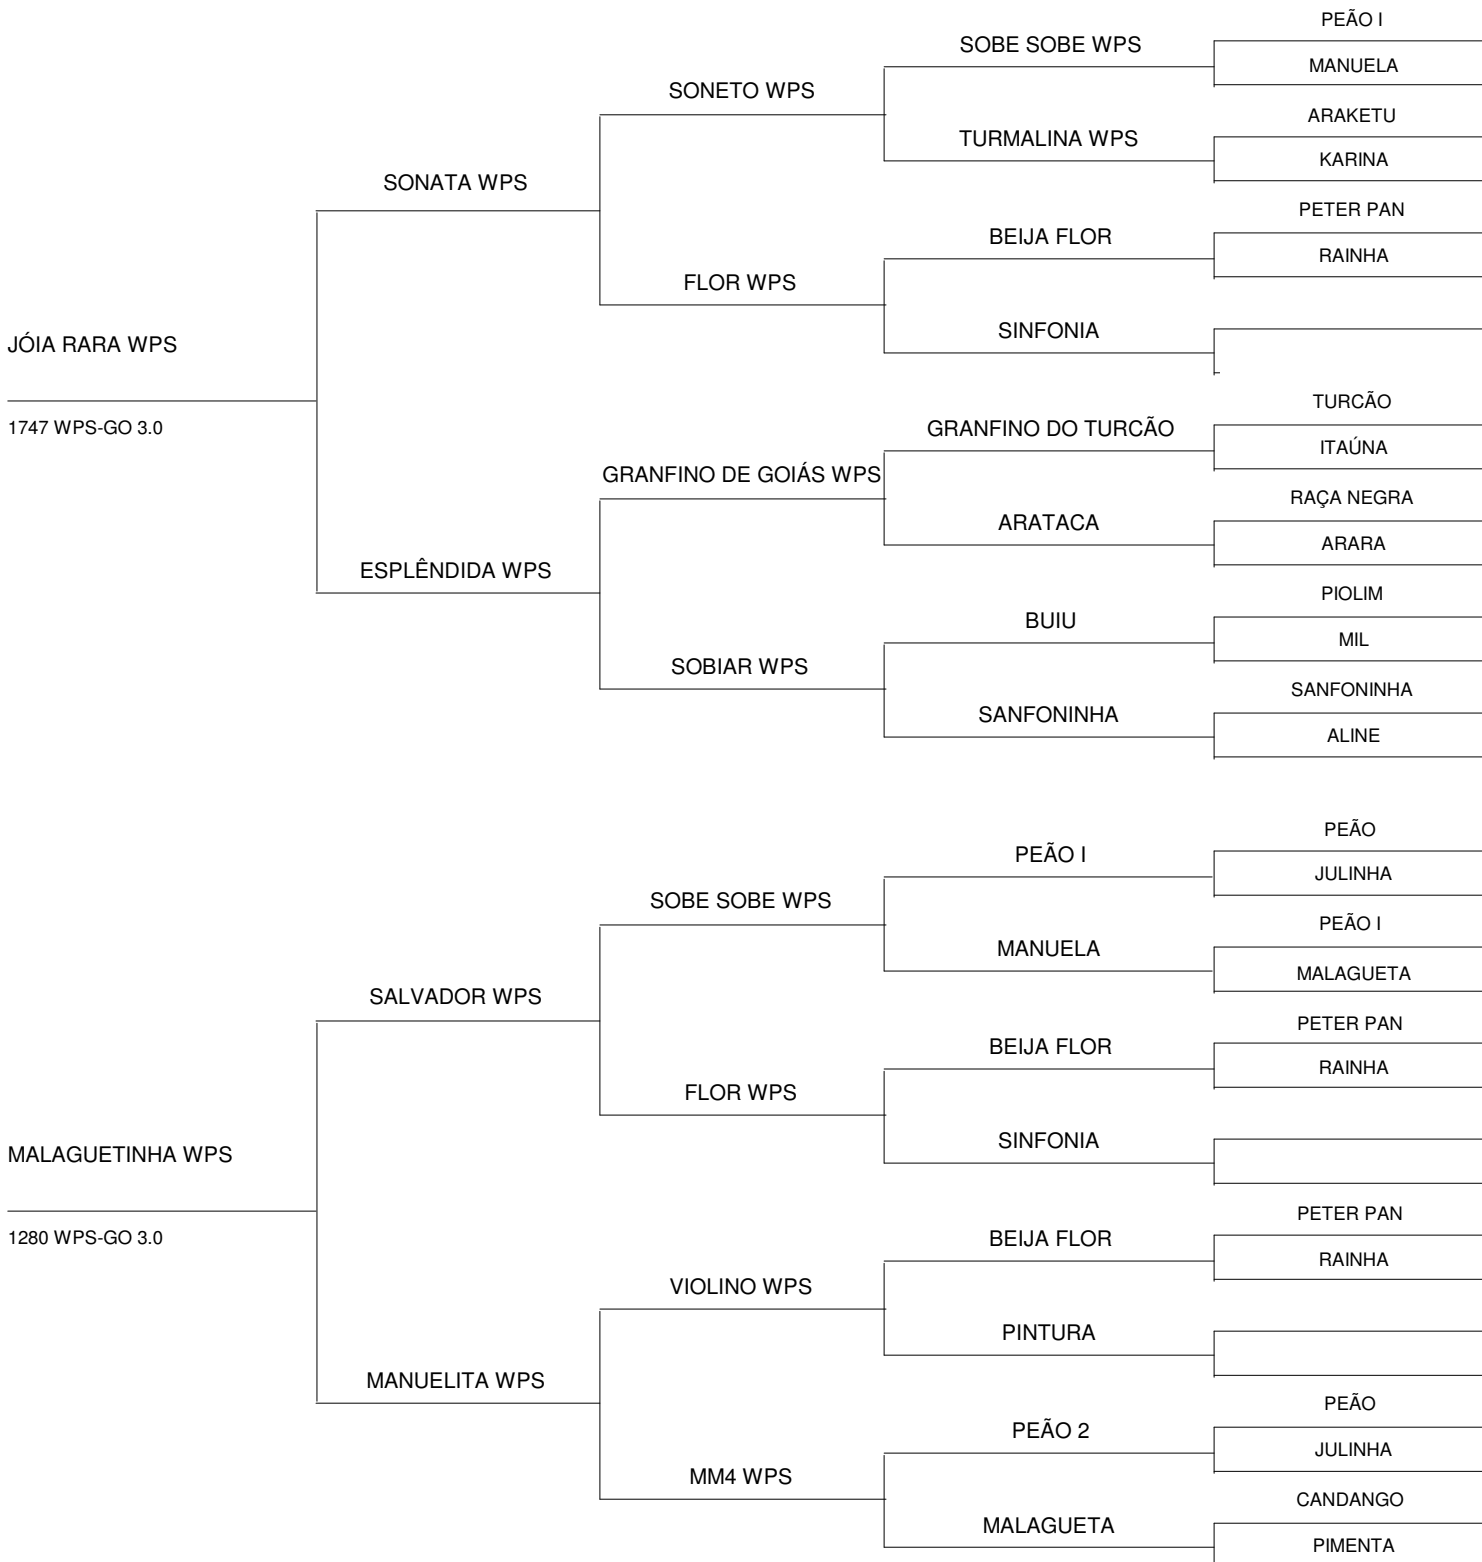 PEÃO I
SOBE SOBE WPS
MANUELA
SONETO WPS
ARAKETU
TURMALINA WPS
KARINA
SONATA WPS
PETER PAN
BEIJA FLOR
RAINHA
FLOR WPS
SINFONIA
JÓIA RARA WPS
1747 WPS-GO 3.0
TURCÃO
GRANFINO DO TURCÃO
ITAÚNA
GRANFINO DE GOIÁS WPS
RAÇA NEGRA
ARATACA
ARARA
ESPLÊNDIDA WPS
PIOLIM
BUIU
MIL
SOBIAR WPS
SANFONINHA
SANFONINHA
ALINE
PEÃO
PEÃO I
JULINHA
SOBE SOBE WPS
PEÃO I
MANUELA
MALAGUETA
SALVADOR WPS
PETER PAN
BEIJA FLOR
RAINHA
FLOR WPS
SINFONIA
MALAGUETINHA WPS
1280 WPS-GO 3.0
PETER PAN
BEIJA FLOR
RAINHA
VIOLINO WPS
PINTURA
MANUELITA WPS
PEÃO
PEÃO 2
JULINHA
MM4 WPS
CANDANGO
MALAGUETA
PIMENTA